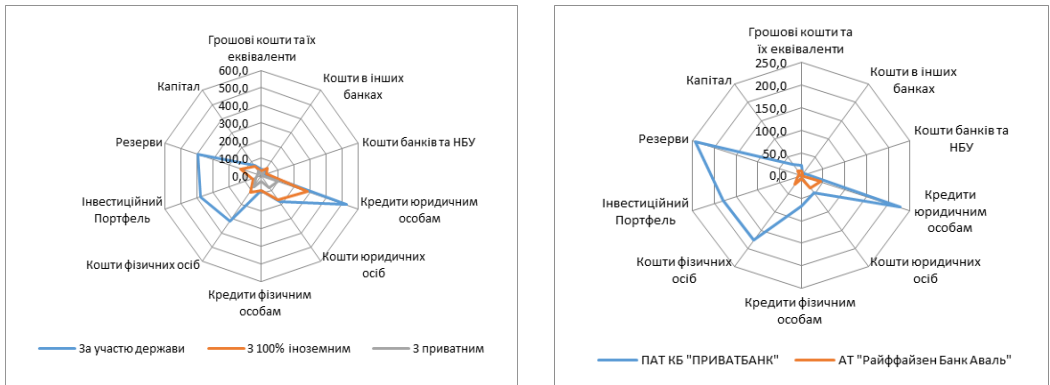 Грошові кошти та їх
еквіваленти
600,0
500,0
400,0
300,0
200,0
100,0
0,0
Кошти в інших
банках
Кошти банків та НБУ
Кредити юридичним
особам
Кошти юридичних
осіб
Кредити фізичним
особам
Кошти фізичних осіб
Інвестиційний
Портфель
Резерви
Капітал
За участю держави
З 100% іноземним
З приватним
Грошові кошти та
їх еквіваленти
250,0
200,0
150,0
100,0
50,0
0,0
Кошти в інших
банках
Кошти банків та
НБУ
Кредити
юридичним
особам
Кошти юридичних
осіб
Кредити фізичним
особам
Кошти фізичних
осіб
Інвестиційний
Портфель
Резерви
Капітал
ПАТ КБ "ПРИВАТБАНК"
АТ "Райффайзен Банк Аваль"